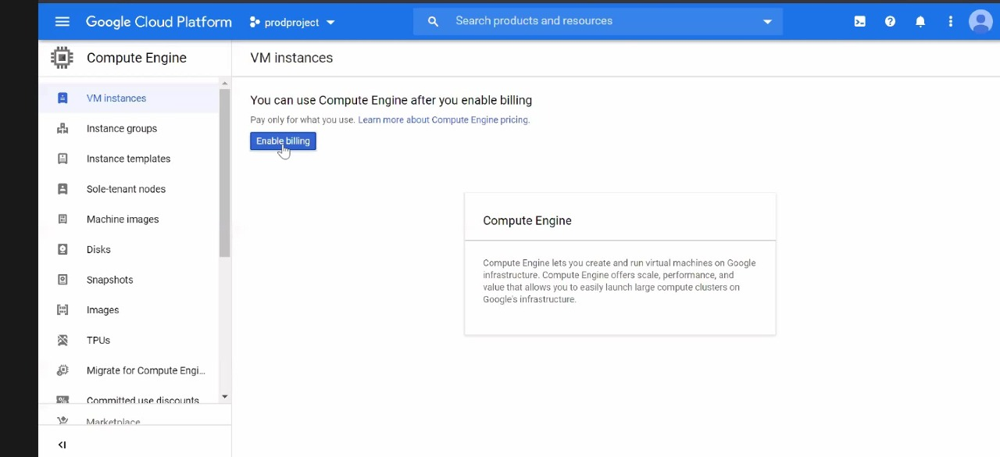 Google Cloud Platform
prodproject
Search products and resources
Compute Engine
VM instances
VM instances
Instance groups
Instance templates
Sole-tenant nodes
Machine images
Disks
Snapshots
Images
TPUs
Migrate for Compute Engi...
Committed use discounts
Marketplace
You can use Compute Engine after you enable billing
Pay only for what you use. Learn more about Compute Engine pricing.
Enable billing
Compute Engine
Compute Engine lets you create and run virtual machines on Google
infrastructure. Compute Engine offers scale, performance, and
value that allows you to easily launch large compute clusters on
Google's infrastructure.